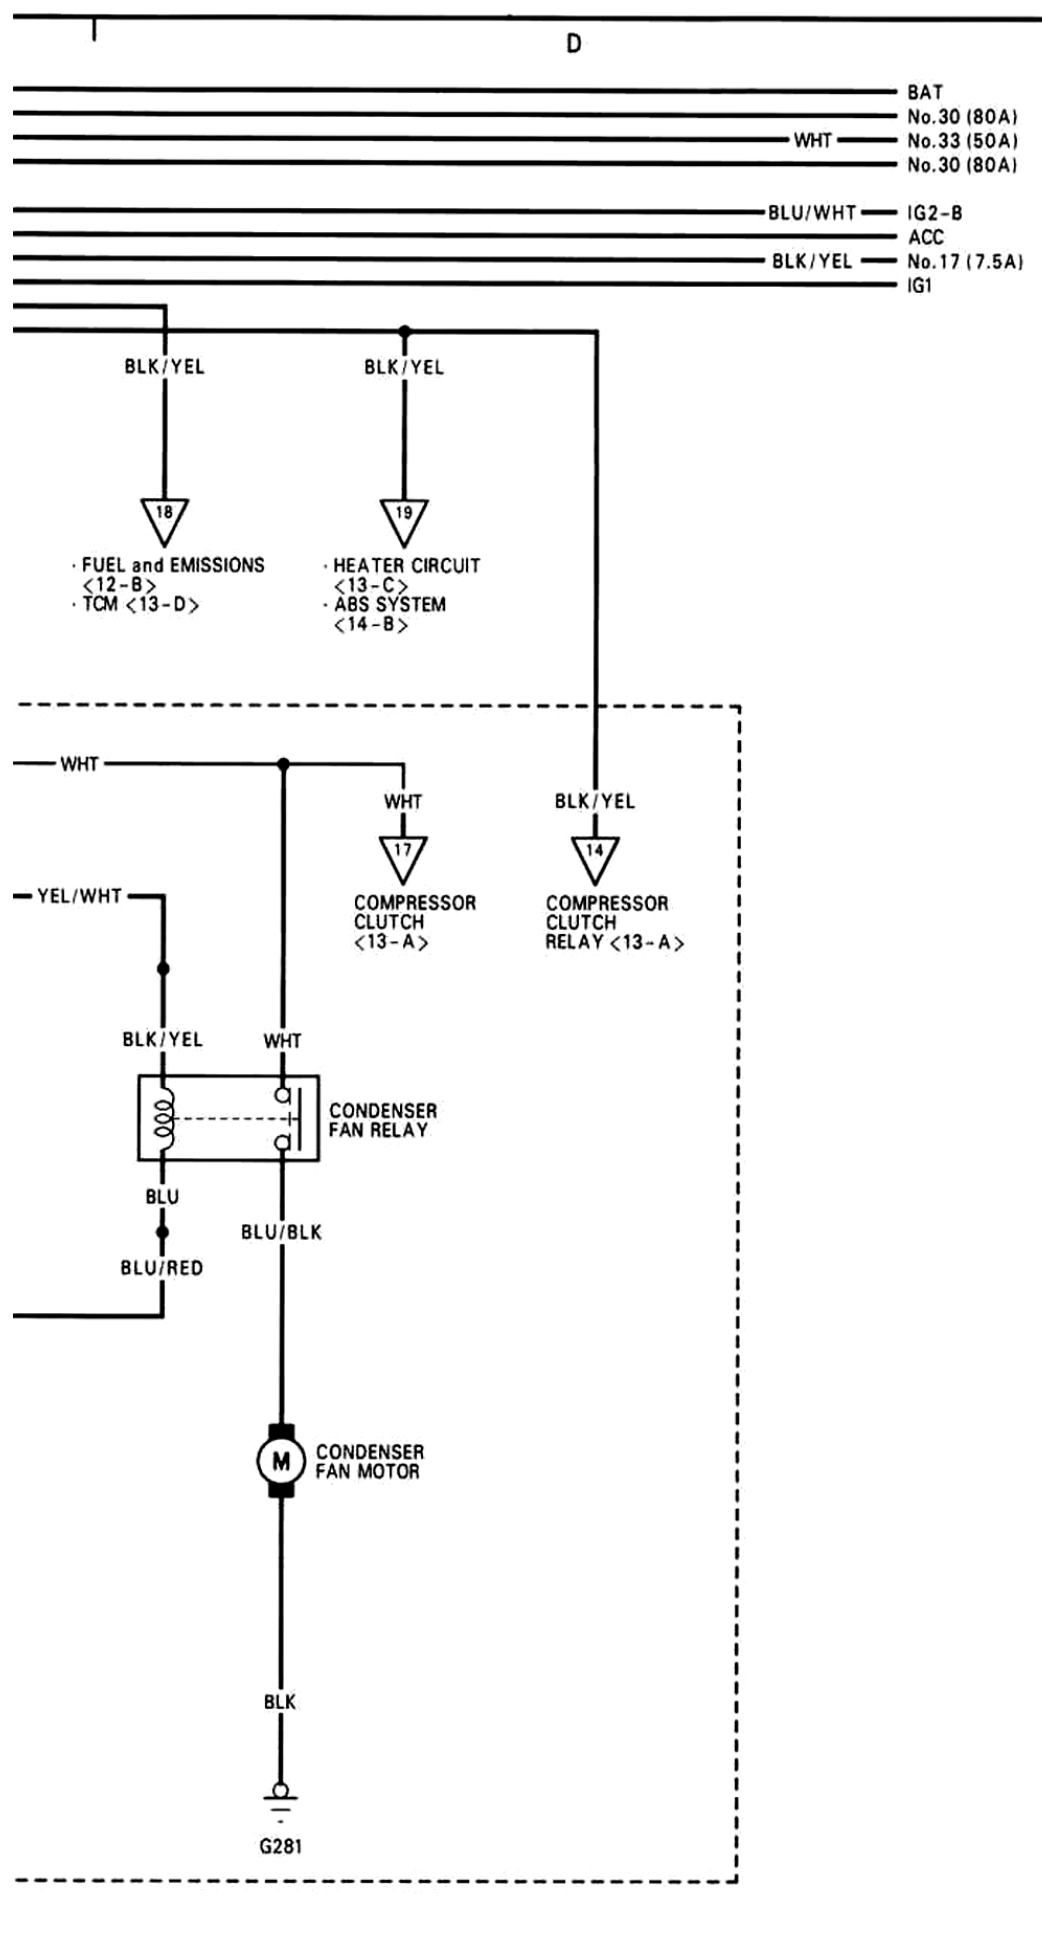 D
BAT
No.30 (80A)
WHT No.33 (50A)
No.30 (80A)
BLU/WHT IG2-B
ACC
BLK/YEL No.17 (7.5A)
IG1
BLK/YEL BLK/YEL
18 19
· FUEL and EMISSIONS
<12-B>
· TCM <13-D>
· HEATER CIRCUIT
<13-C>
· ABS SYSTEM
<14-B>
WHT
WHT BLK/YEL
17 14
YEL/WHT
COMPRESSOR
CLUTCH
<13-A>
COMPRESSOR
CLUTCH
RELAY <13-A>
BLK/YEL WHT
CONDENSER
FAN RELAY
BLU
BLU/BLK
BLU/RED
M
CONDENSER
FAN MOTOR
BLK
G281